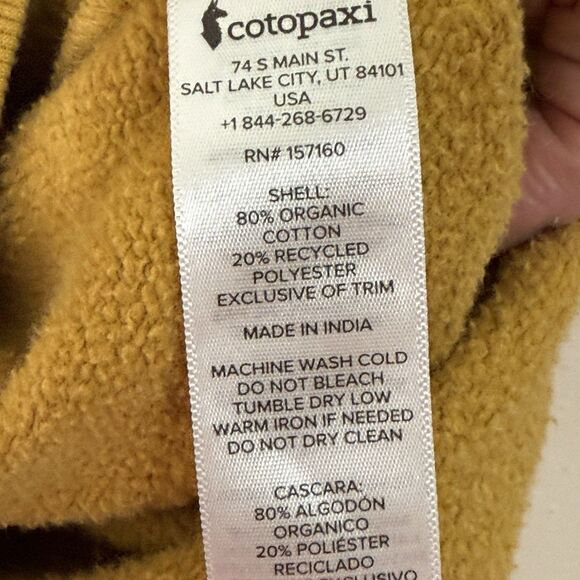 cotopaxi
74 S MAIN ST.
SALT LAKE CITY, UT 84101
USA
+1 844-268-6729
RN# 157160
SHELL:
80% ORGANIC
COTTON
20% RECYCLED
POLYESTER
EXCLUSIVE OF TRIM
MADE IN INDIA
MACHINE WASH COLD
DO NOT BLEACH
TUMBLE DRY LOW
WARM IRON IF NEEDED
DO NOT DRY CLEAN
CASCARA:
80% ALGODÓN
ORGANICO
20% POLIÉSTER
RECICLADO